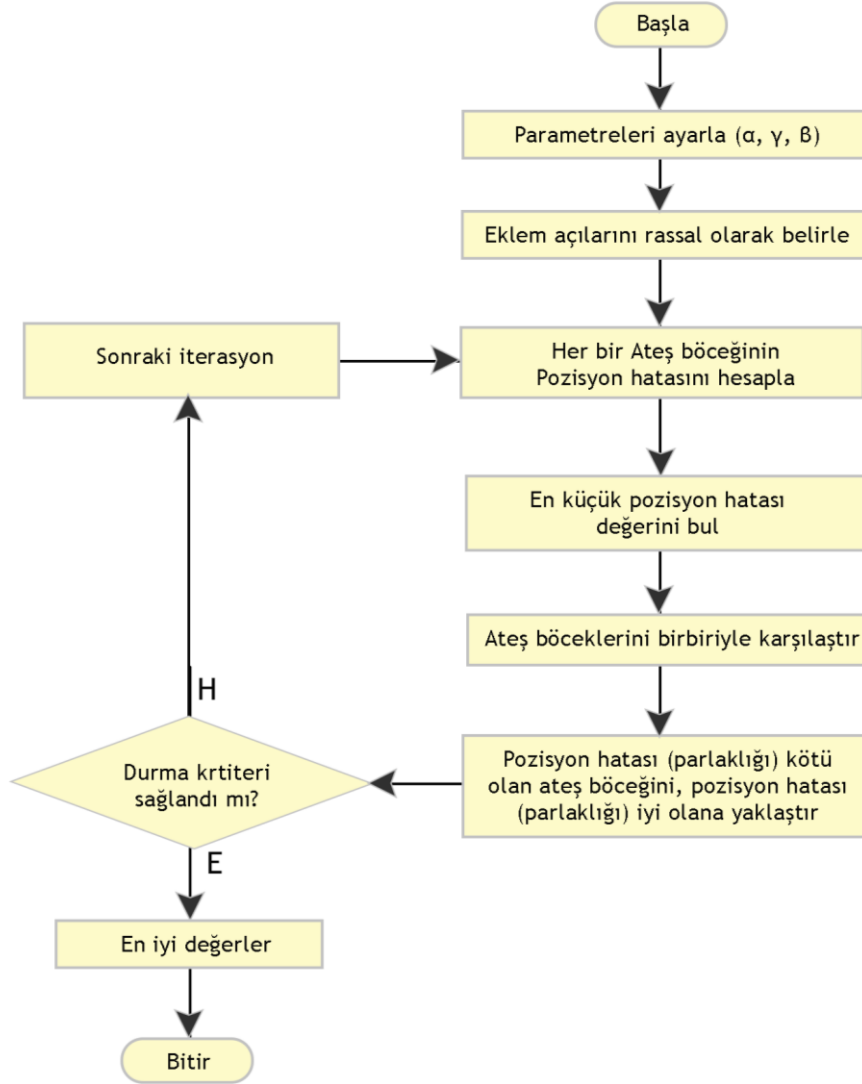 Başla
Parametreleri ayarla (α, γ, ß)
Eklem açılarını rassal olarak belirle
Sonraki iterasyon
Her bir Ateş böceğinin
Pozisyon hatasını hesapla
En küçük pozisyon hatası
değerini bul
Ateş böceklerini birbiriyle karşılaştır
H
Pozisyon hatası (parlaklığı) kötü
olan ateş böceğini, pozisyon hatası
(parlaklığı) iyi olana yaklaştır
Durma krtiteri
sağlandı mı?
E
En iyi değerler
Bitir